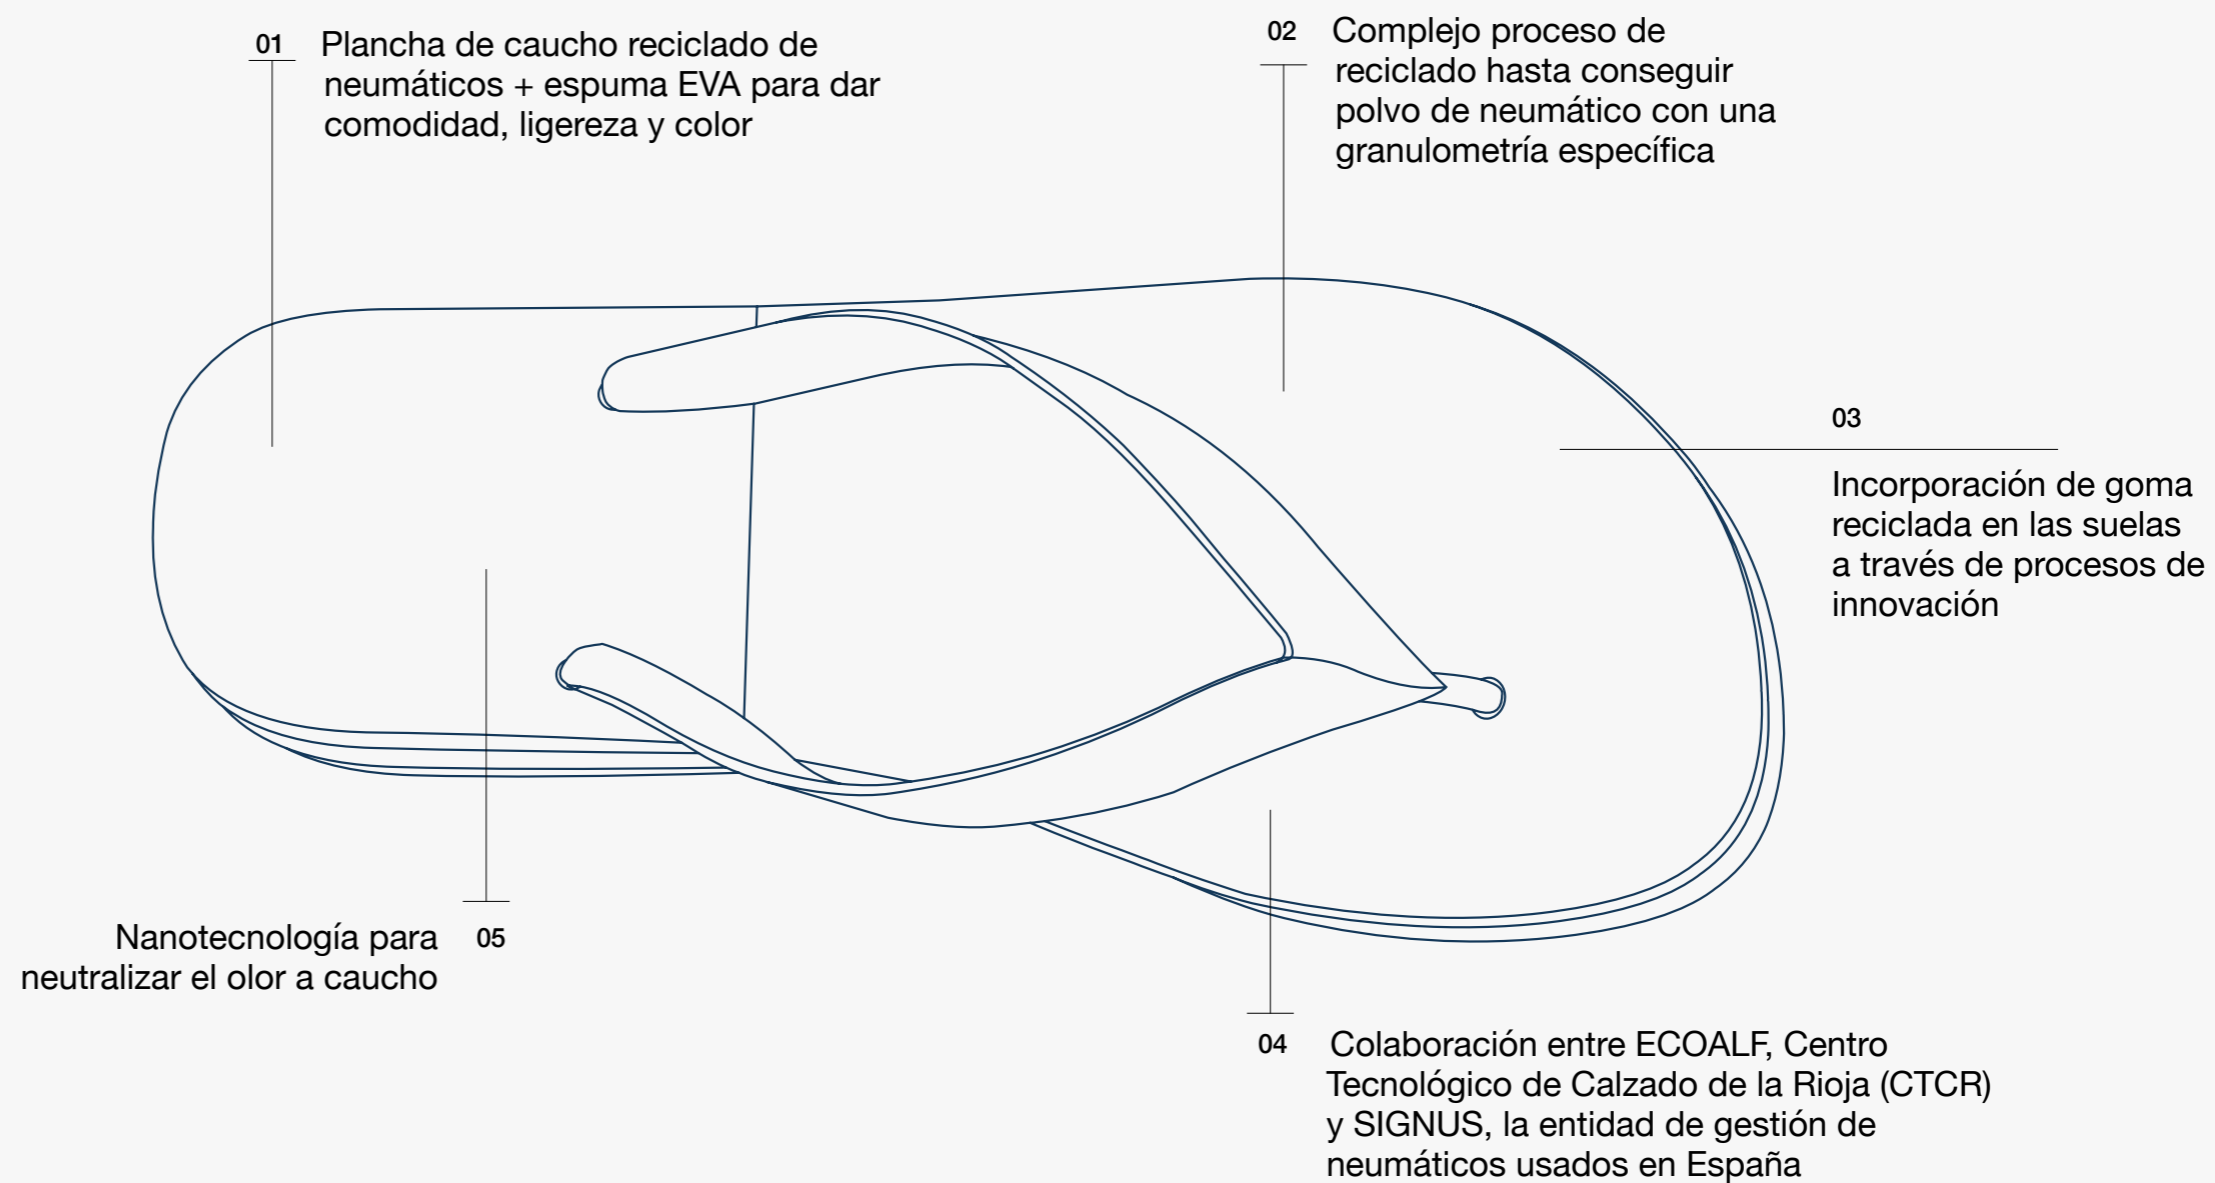 01 Plancha de caucho reciclado de
neumáticos + espuma EVA para dar
comodidad, ligereza y color
02 Complejo proceso de
reciclado hasta conseguir
polvo de neumático con una
granulometría específica
03
Incorporación de goma
reciclada en las suelas
a través de procesos de
innovación
Nanotecnología para 05
neutralizar el olor a caucho
04 Colaboración entre ECOALF, Centro
Tecnológico de Calzado de la Rioja (CTCR)
y SIGNUS, la entidad de gestión de
neumáticos usados en España